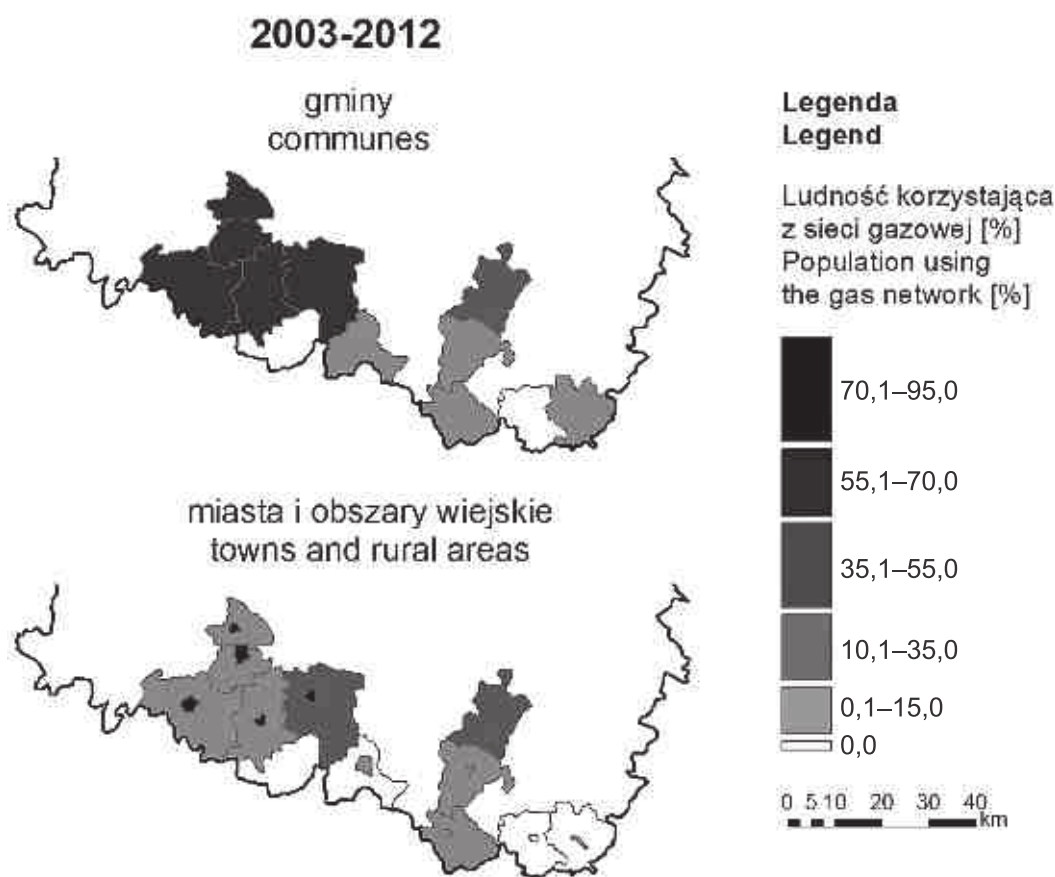 2003-2012
gminy
communes
Legenda
Legend
Ludność korzystająca
z sieci gazowej [%]
Population using
the gas network [%]
70,1–95,0
55,1–70,0
35,1–55,0
10,1–35,0
0,1–15,0
0,0
miasta i obszary wiejskie
towns and rural areas
0 5 10 20 30 40
km